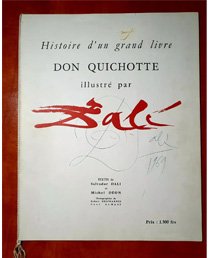 Histoire d'un grand livre
DON QUICHOTTE
illustré par
Dalí
TEXTE de
Salvador DALI
et
Michel DÉON
Prix : 1.500 frs